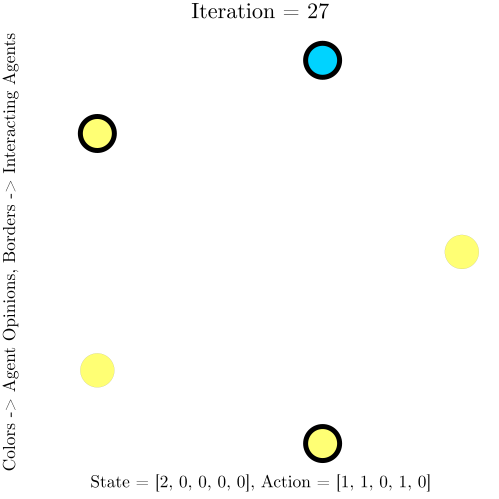 Iteration = 27
Colors -> Agent Opinions, Borders -> Interacting Agents
State = [2, 0, 0, 0, 0], Action = [1, 1, 0, 1, 0]